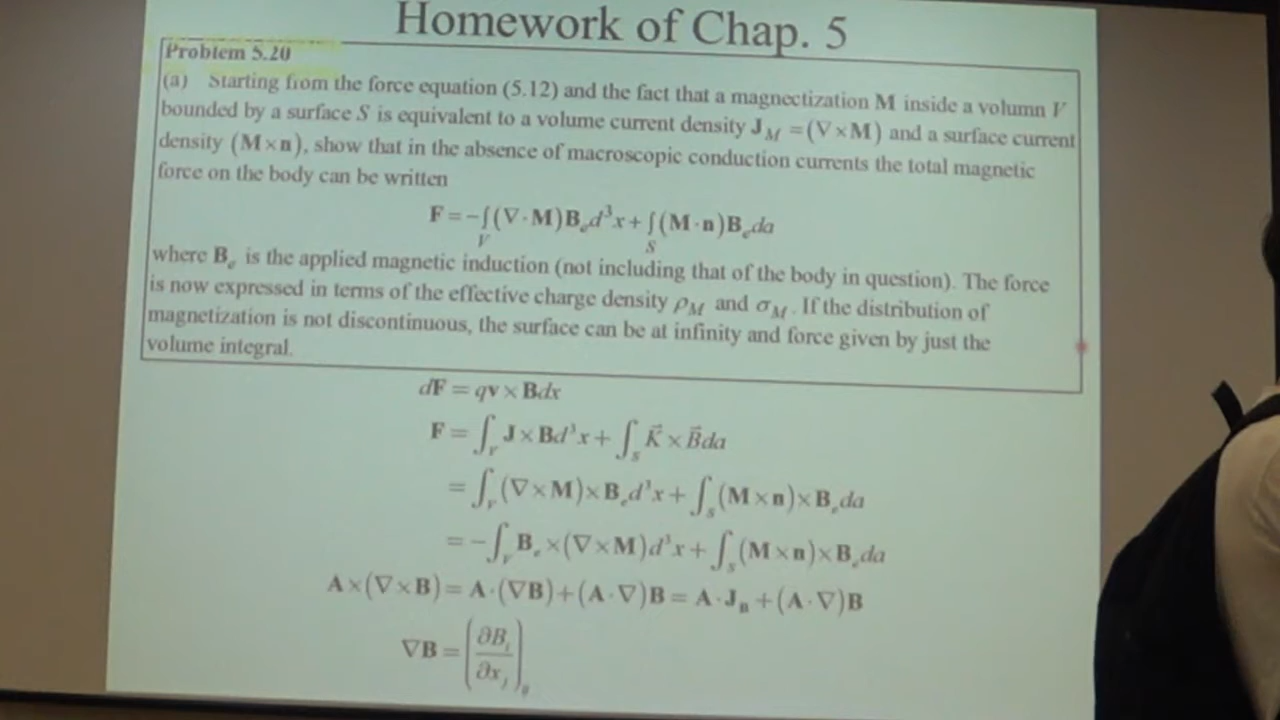 Homework of Chap. 5
Problem 5.20
(a) Starting from the force equation (5.12) and the fact that a magnectization M inside a volumn V
bounded by a surface S is equivalent to a volume current density J_M =(∇×M) and a surface current
density (M×n), show that in the absence of macroscopic conduction currents the total magnetic
force on the body can be written
F = -∫_V (∇·M)B_e d³x + ∫_S (M·n)B_e da
where B_e is the applied magnetic induction (not including that of the body in question). The force
is now expressed in terms of the effective charge density ρ_M and σ_M. If the distribution of
magnetization is not discontinuous, the surface can be at infinity and force given by just the
volume integral.
dF = qv × Bdx
F = ∫_V J×Bd³x + ∫_S K⃗×B⃗da
= ∫_V (∇×M)×B_e d³x + ∫_S (M×n)×B_e da
= -∫_V B_e×(∇×M)d³x + ∫_S (M×n)×B_e da
A×(∇×B) = A·(∇B)+(A·∇)B = A·J_B +(A·∇)B
∇B = (∂B_i/∂x_j)_ij